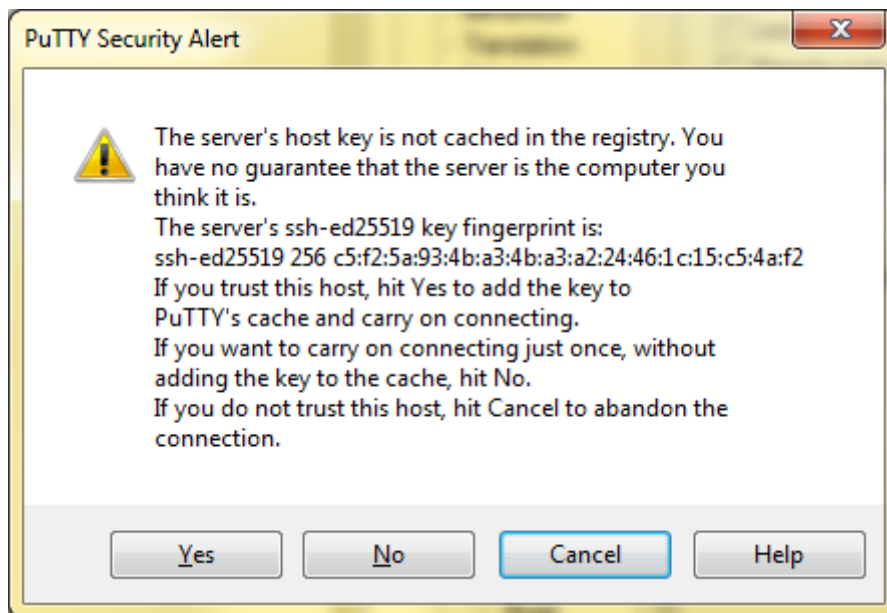 PuTTY Security Alert
The server's host key is not cached in the registry. You
have no guarantee that the server is the computer you
think it is.
The server's ssh-ed25519 key fingerprint is:
ssh-ed25519 256 c5:f2:5a:93:4b:a3:4b:a3:a2:24:46:1c:15:c5:4a:f2
If you trust this host, hit Yes to add the key to
PuTTY's cache and carry on connecting.
If you want to carry on connecting just once, without
adding the key to the cache, hit No.
If you do not trust this host, hit Cancel to abandon the
connection.
Yes No Cancel Help